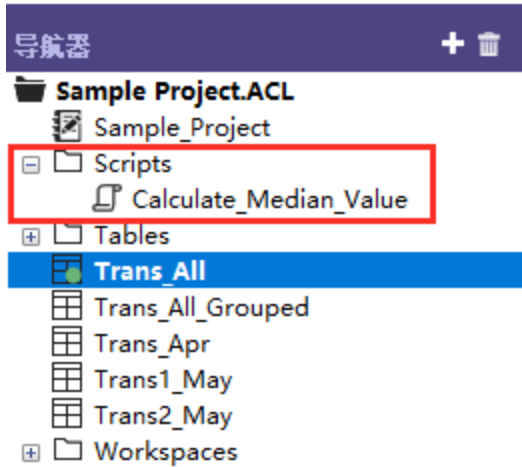 导航器
Sample Project.ACL
Sample_Project
Scripts
Calculate_Median_Value
Tables
Trans_All
Trans_All_Grouped
Trans_Apr
Trans1_May
Trans2_May
Workspaces